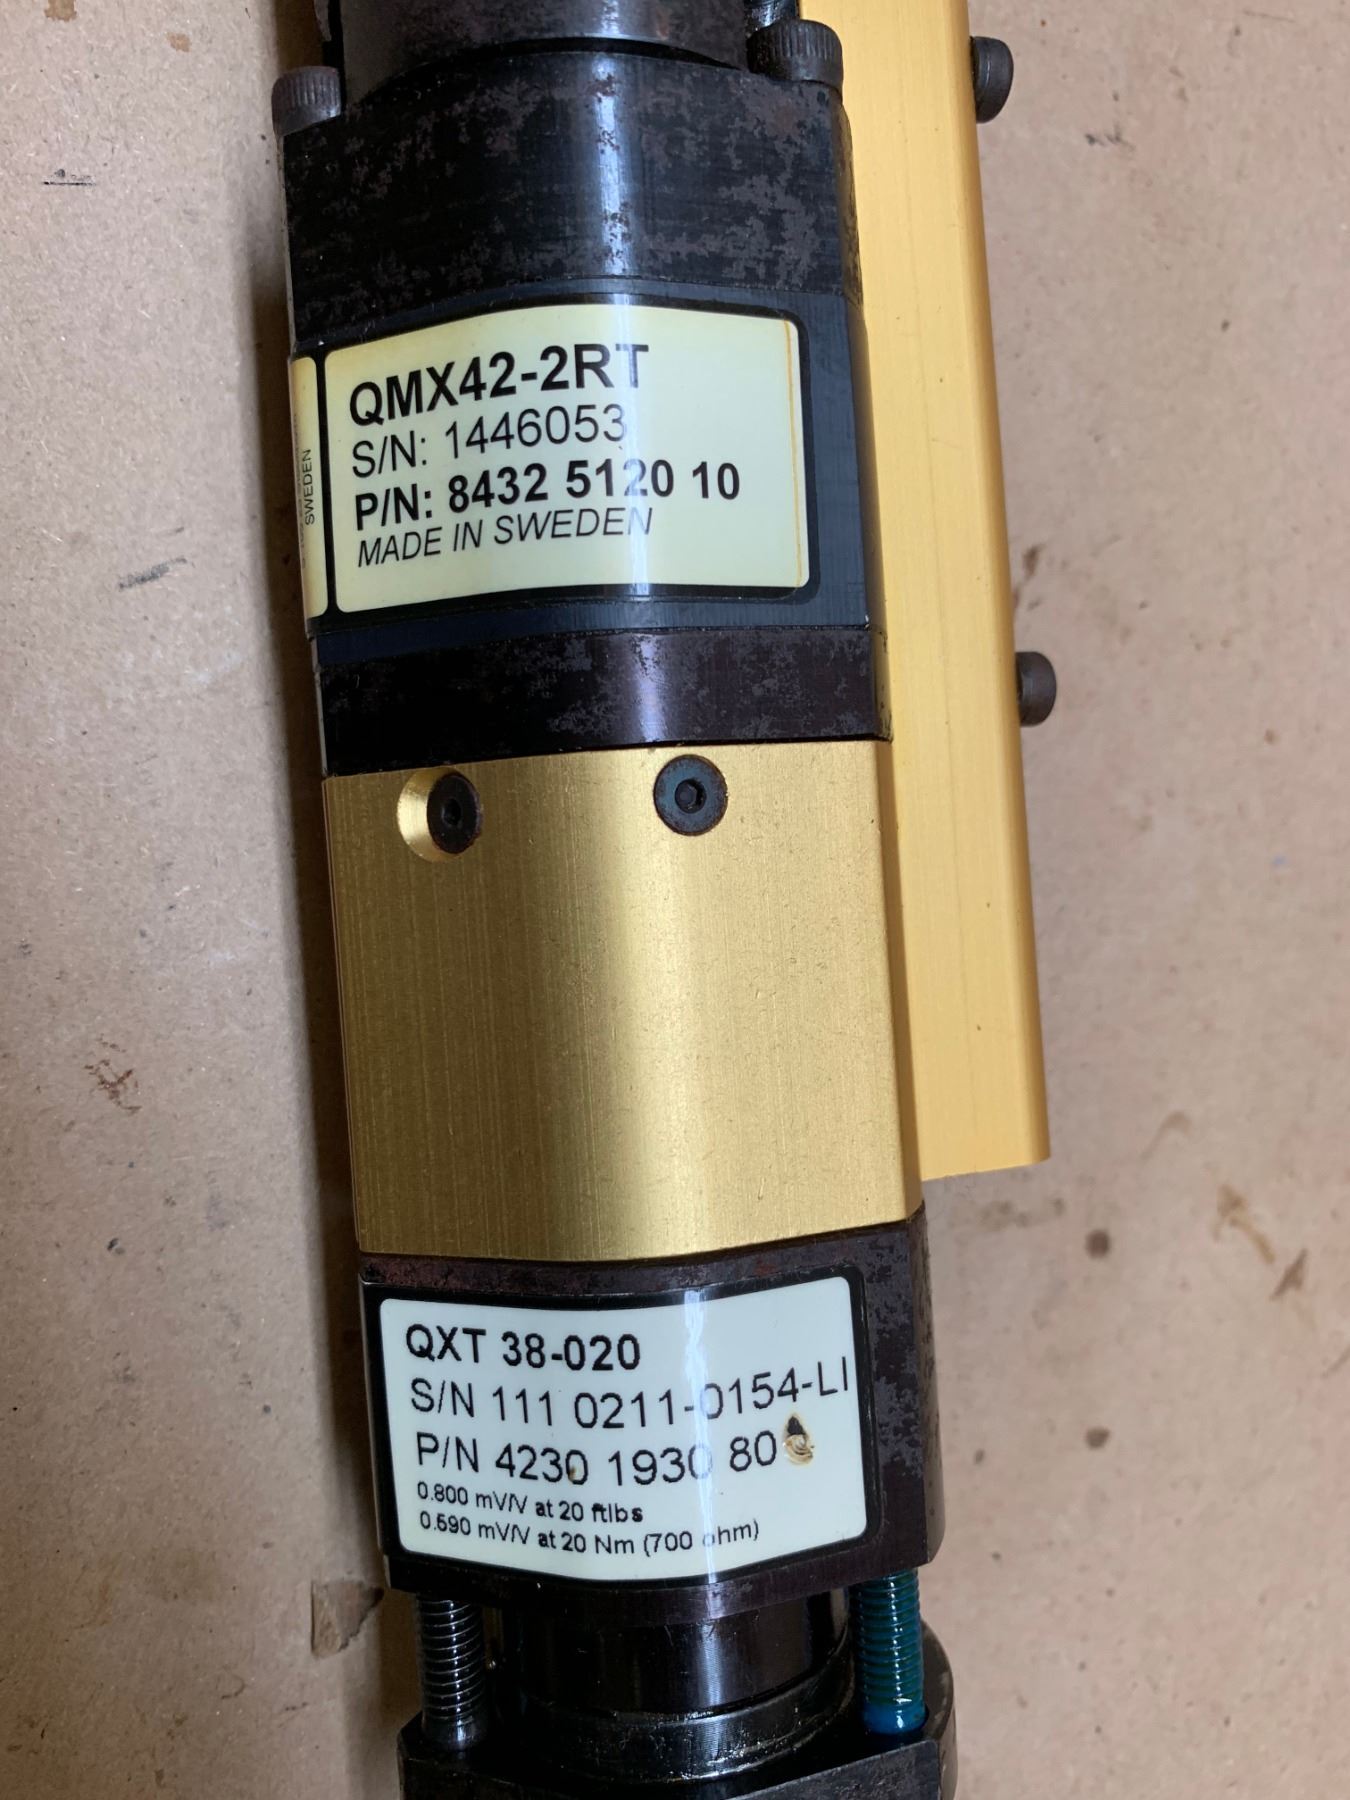 QMX42-2RT
S/N: 1446053
P/N: 8432 5120 10
MADE IN SWEDEN
SWEDEN
QXT 38-020
S/N 111 0211-0154-LI
P/N 4230 1930 80
0.800 mV/V at 20 ftlbs
0.590 mV/V at 20 Nm (700 ohm)